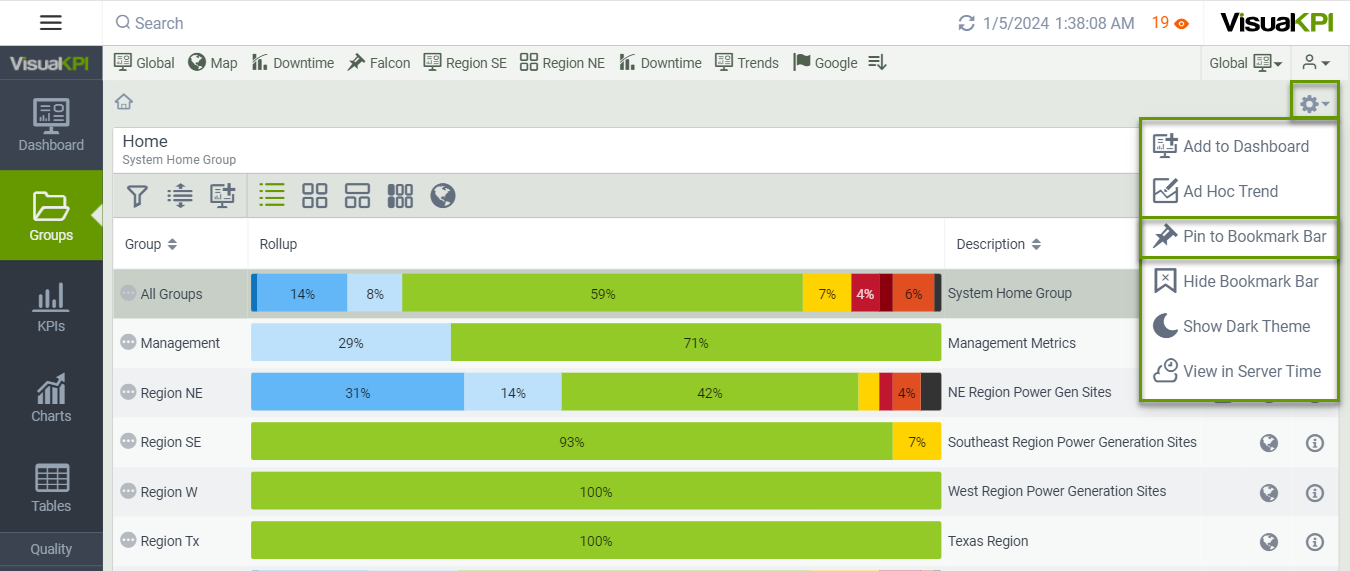 Search
1/5/2024 1:38:08 AM
19
VisualKPI
VisualKPI
Global
Map
Downtime
Falcon
Region SE
Region NE
Downtime
Trends
Google
Global
Dashboard
Groups
KPIs
Charts
Tables
Quality
Home
System Home Group
Add to Dashboard
Ad Hoc Trend
Pin to Bookmark Bar
Hide Bookmark Bar
Show Dark Theme
View in Server Time
Group Rollup Description
All Groups 14% 8% 59% 7% 4% 6% System Home Group
Management 29% 71% Management Metrics
Region NE 31% 14% 42% 4% NE Region Power Gen Sites
Region SE 93% 7% Southeast Region Power Generation Sites
Region W 100% West Region Power Generation Sites
Region Tx 100% Texas Region